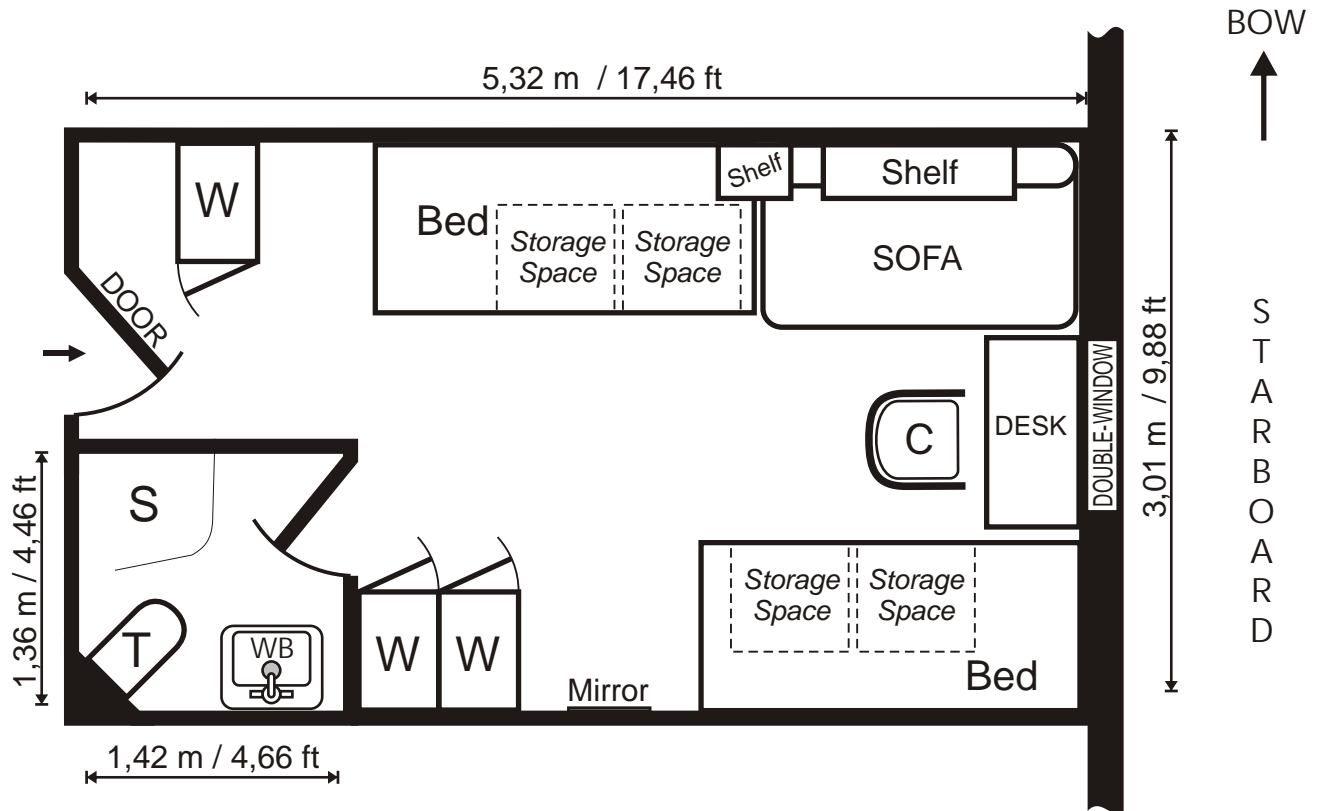 BOW
5,32 m / 17,46 ft
W
Bed
Shelf
Shelf
Storage
Space
Storage
Space
SOFA
DOOR
3,01 m / 9,88 ft
STARBOARD
DOUBLE-WINDOW
DESK
C
S
1,36 m / 4,46 ft
T
WB
W
W
Mirror
Storage
Space
Storage
Space
Bed
1,42 m / 4,66 ft